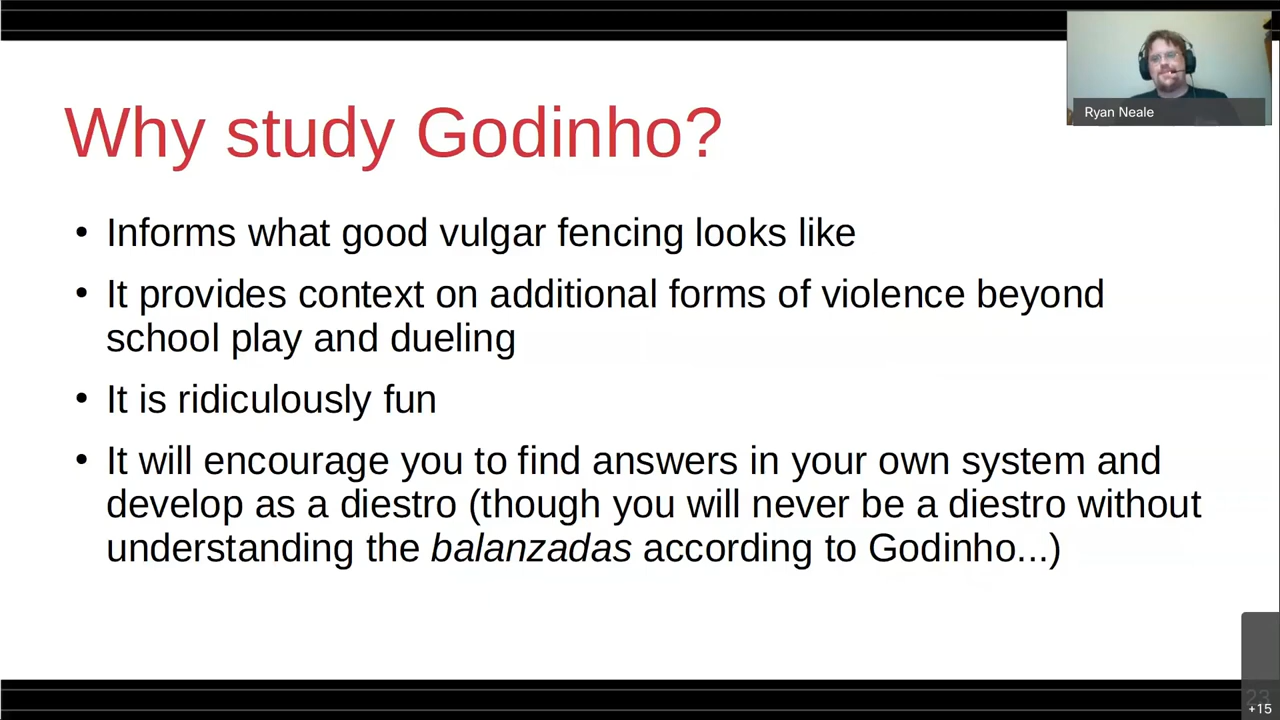 Ryan Neale
Why study Godinho?
• Informs what good vulgar fencing looks like
• It provides context on additional forms of violence beyond
school play and dueling
• It is ridiculously fun
• It will encourage you to find answers in your own system and
develop as a diestro (though you will never be a diestro without
understanding the balanzadas according to Godinho...)
23
+15